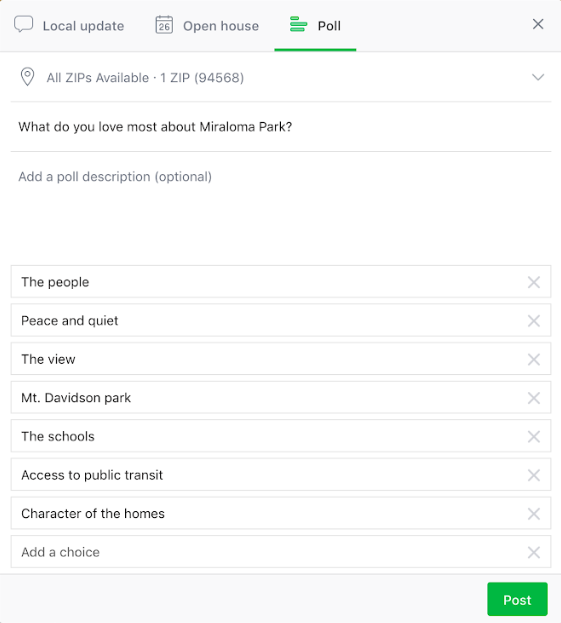 Local update
26
Open house
Poll
All ZIPs Available · 1 ZIP (94568)
What do you love most about Miraloma Park?
Add a poll description (optional)
The people
Peace and quiet
The view
Mt. Davidson park
The schools
Access to public transit
Character of the homes
Add a choice
Post